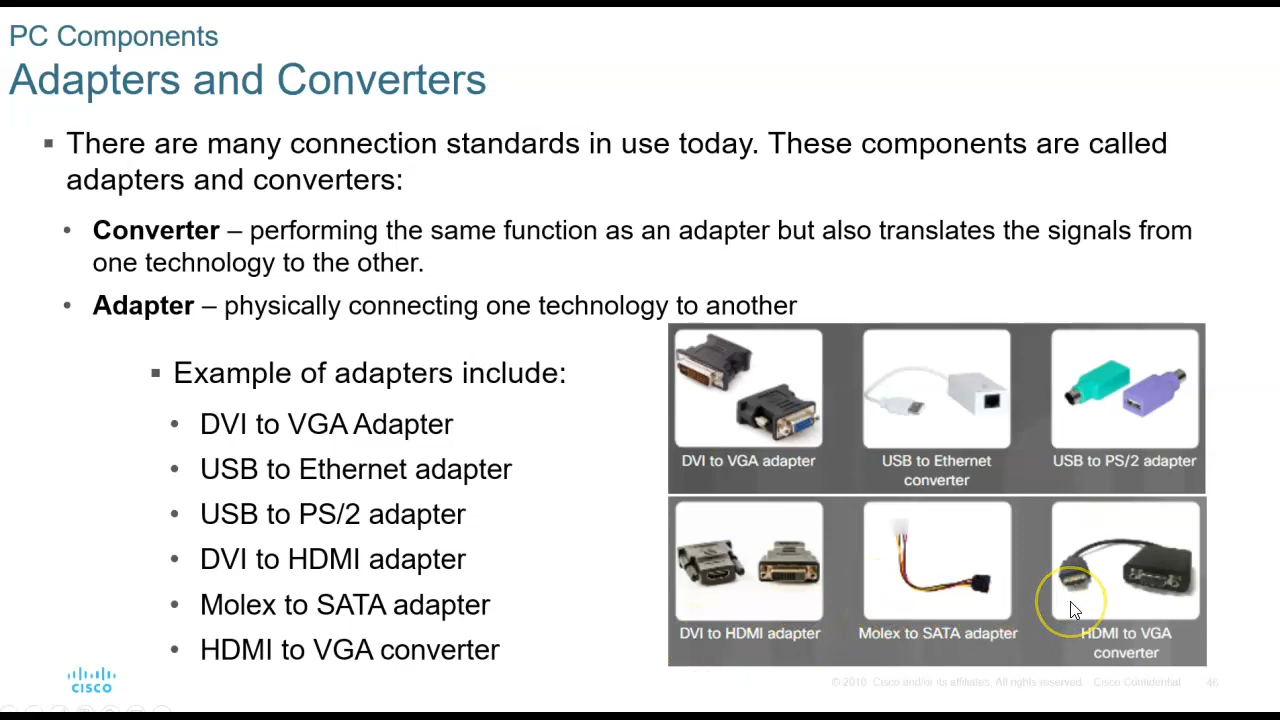 PC Components
Adapters and Converters
▪ There are many connection standards in use today. These components are called
adapters and converters:
• Converter – performing the same function as an adapter but also translates the signals from
one technology to the other.
• Adapter – physically connecting one technology to another
▪ Example of adapters include:
• DVI to VGA Adapter
• USB to Ethernet adapter
• USB to PS/2 adapter
• DVI to HDMI adapter
• Molex to SATA adapter
• HDMI to VGA converter
DVI to VGA adapter
USB to Ethernet
converter
USB to PS/2 adapter
DVI to HDMI adapter
Molex to SATA adapter
HDMI to VGA
converter
CISCO
© 2016 Cisco and/or its affiliates. All rights reserved. Cisco Confidential 46